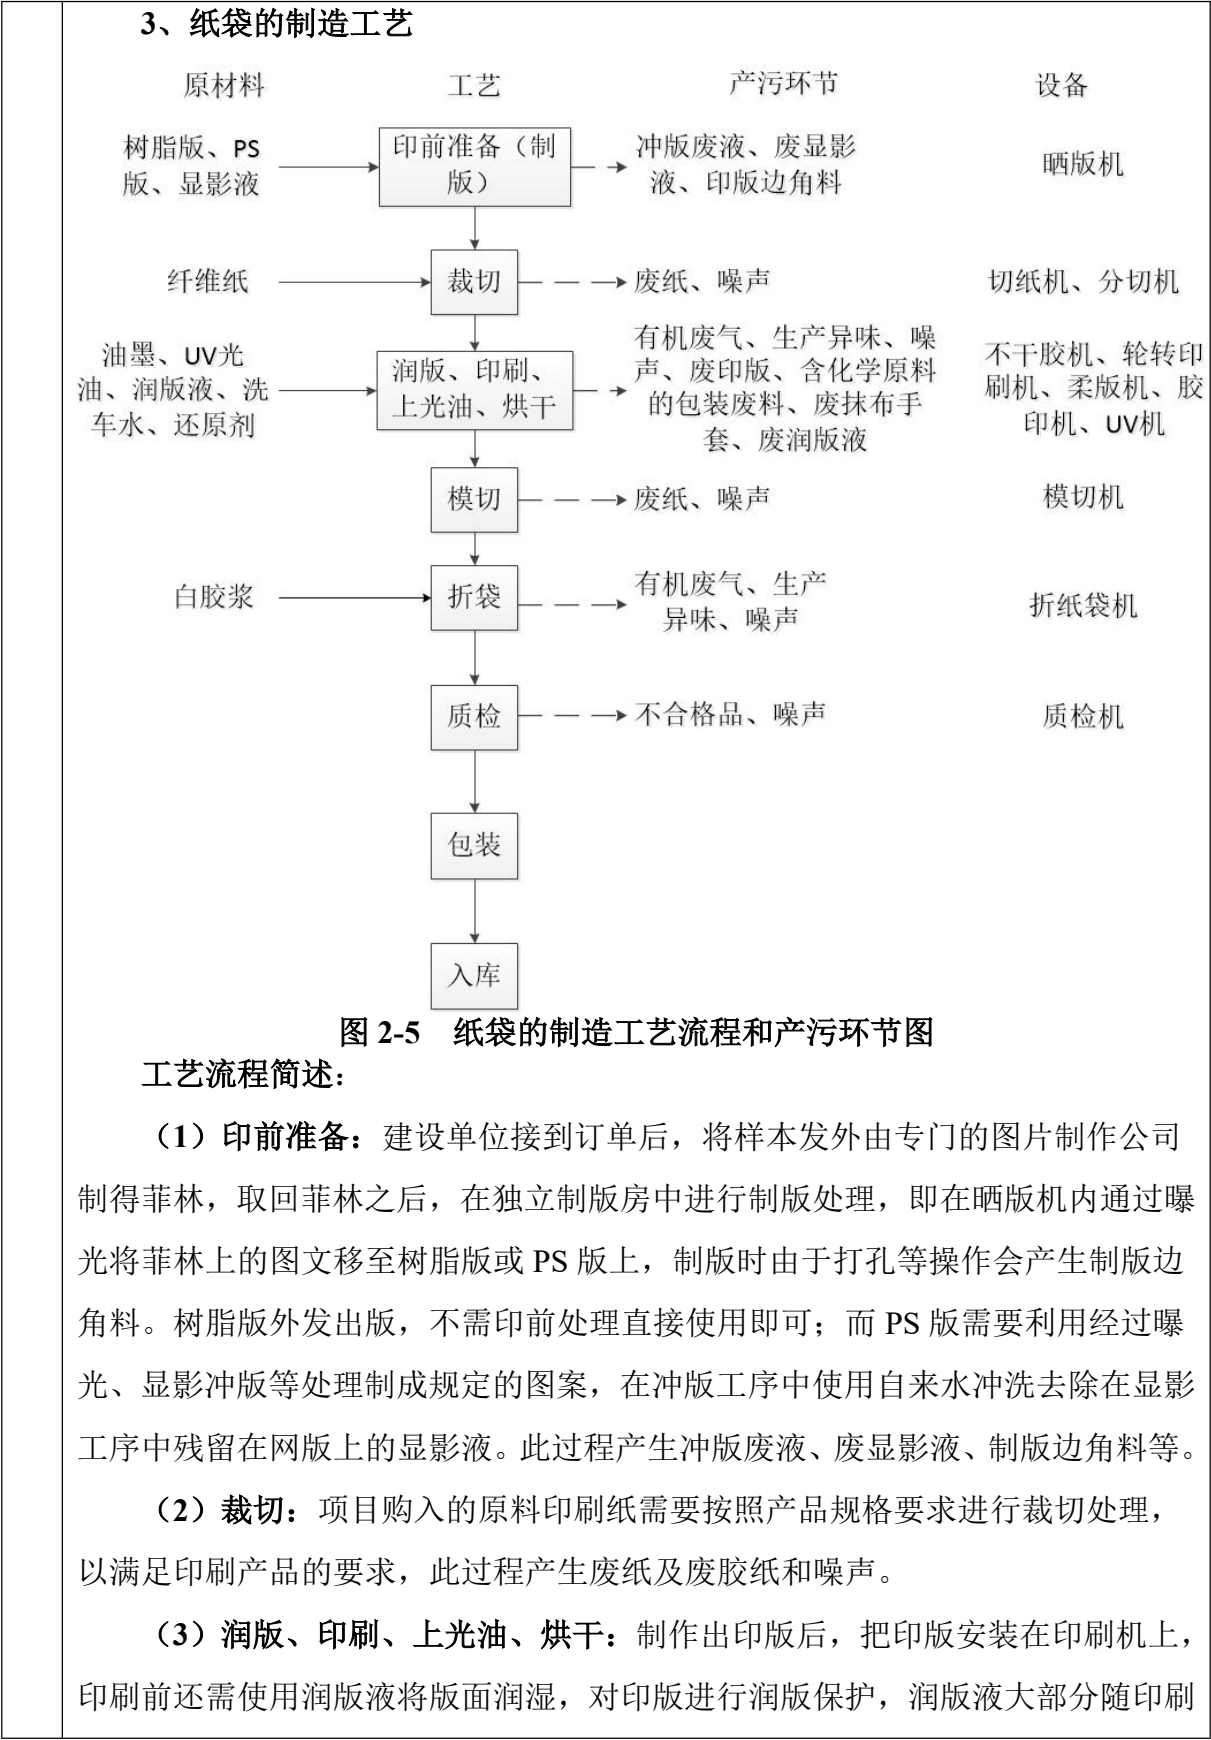 3、纸袋的制造工艺
原材料 工艺 产污环节 设备
树脂版、PS
版、显影液
印前准备（制
版）
冲版废液、废显影
液、印版边角料
晒版机
纤维纸 裁切 废纸、噪声 切纸机、分切机
油墨、UV光
油、润版液、洗
车水、还原剂
润版、印刷、
上光油、烘干
有机废气、生产异味、噪
声、废印版、含化学原料
的包装废料、废抹布手
套、废润版液
不干胶机、轮转印
刷机、柔版机、胶
印机、UV机
模切 废纸、噪声 模切机
白胶浆 折袋
有机废气、生产
异味、噪声
折纸袋机
质检 不合格品、噪声 质检机
包装
入库
图 2-5 纸袋的制造工艺流程和产污环节图
工艺流程简述：
（1）印前准备：建设单位接到订单后，将样本发外由专门的图片制作公司
制得菲林，取回菲林之后，在独立制版房中进行制版处理，即在晒版机内通过曝
光将菲林上的图文移至树脂版或 PS 版上，制版时由于打孔等操作会产生制版边
角料。树脂版外发出版，不需印前处理直接使用即可；而 PS 版需要利用经过曝
光、显影冲版等处理制成规定的图案，在冲版工序中使用自来水冲洗去除在显影
工序中残留在网版上的显影液。此过程产生冲版废液、废显影液、制版边角料等。
（2）裁切：项目购入的原料印刷纸需要按照产品规格要求进行裁切处理，
以满足印刷产品的要求，此过程产生废纸及废胶纸和噪声。
（3）润版、印刷、上光油、烘干：制作出印版后，把印版安装在印刷机上，
印刷前还需使用润版液将版面润湿，对印版进行润版保护，润版液大部分随印刷